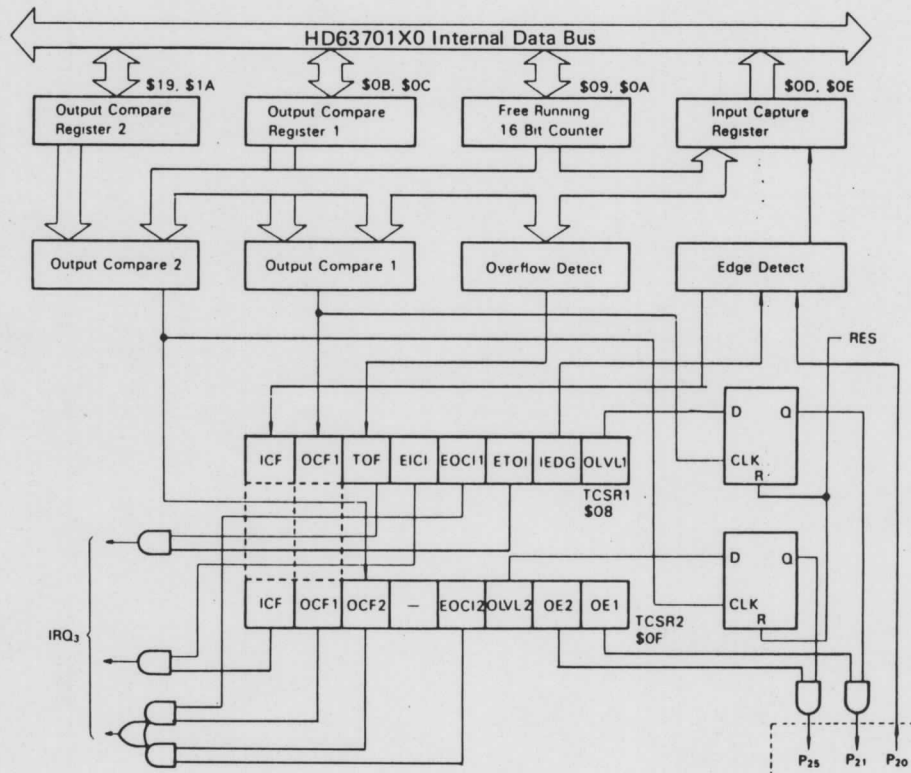 HD63701X0 Internal Data Bus
$19, $1A
$0B, $0C
$09, $0A
$0D, $0E
Output Compare
Register 2
Output Compare
Register 1
Free Running
16 Bit Counter
Input Capture
Register
Output Compare 2
Output Compare 1
Overflow Detect
Edge Detect
RES
D
Q
CLK
R
ICF
OCF1
TOF
EICI
EOCI1
ETOI
IEDG
OLVL1
TCSR1
$08
D
Q
CLK
R
ICF
OCF1
OCF2
—
EOCI2
OLVL2
OE2
OE1
TCSR2
$0F
IRQ₃
P₂₅
P₂₁
P₂₀